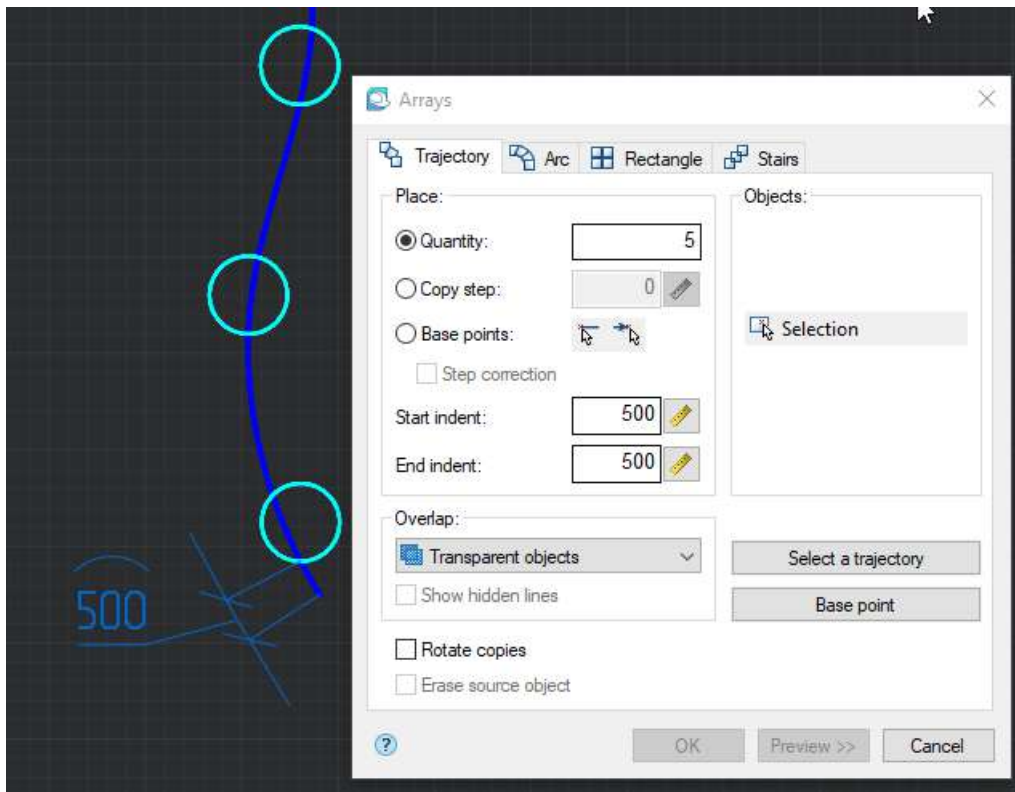 Arrays
Trajectory Arc Rectangle Stairs
Place:
Quantity: 5
Copy step: 0
Base points:
Step correction
Start indent: 500
End indent: 500
Objects:
Selection
Overlap:
Transparent objects
Show hidden lines
Select a trajectory
Base point
Rotate copies
Erase source object
? OK Preview >> Cancel
500